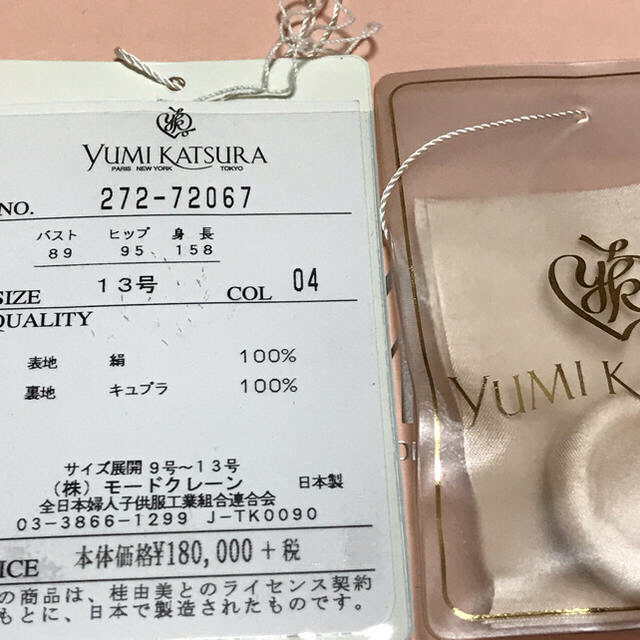 YUMI KATSURA
PARIS NEW YORK TOKYO
NO. 272-72067
バスト ヒップ 身長
89 95 158
SIZE 13号 COL 04
QUALITY
表地 絹 100%
裏地 キュプラ 100%
サイズ展開 9号〜13号
(株) モードクレーン 日本製
全日本婦人子供服工業組合連合会
03-3866-1299 J-TK0090
ICE 本体価格¥180,000+税
の商品は、桂由美とのライセンス契約
もとに、日本で製造されたものです。
YUMI KA